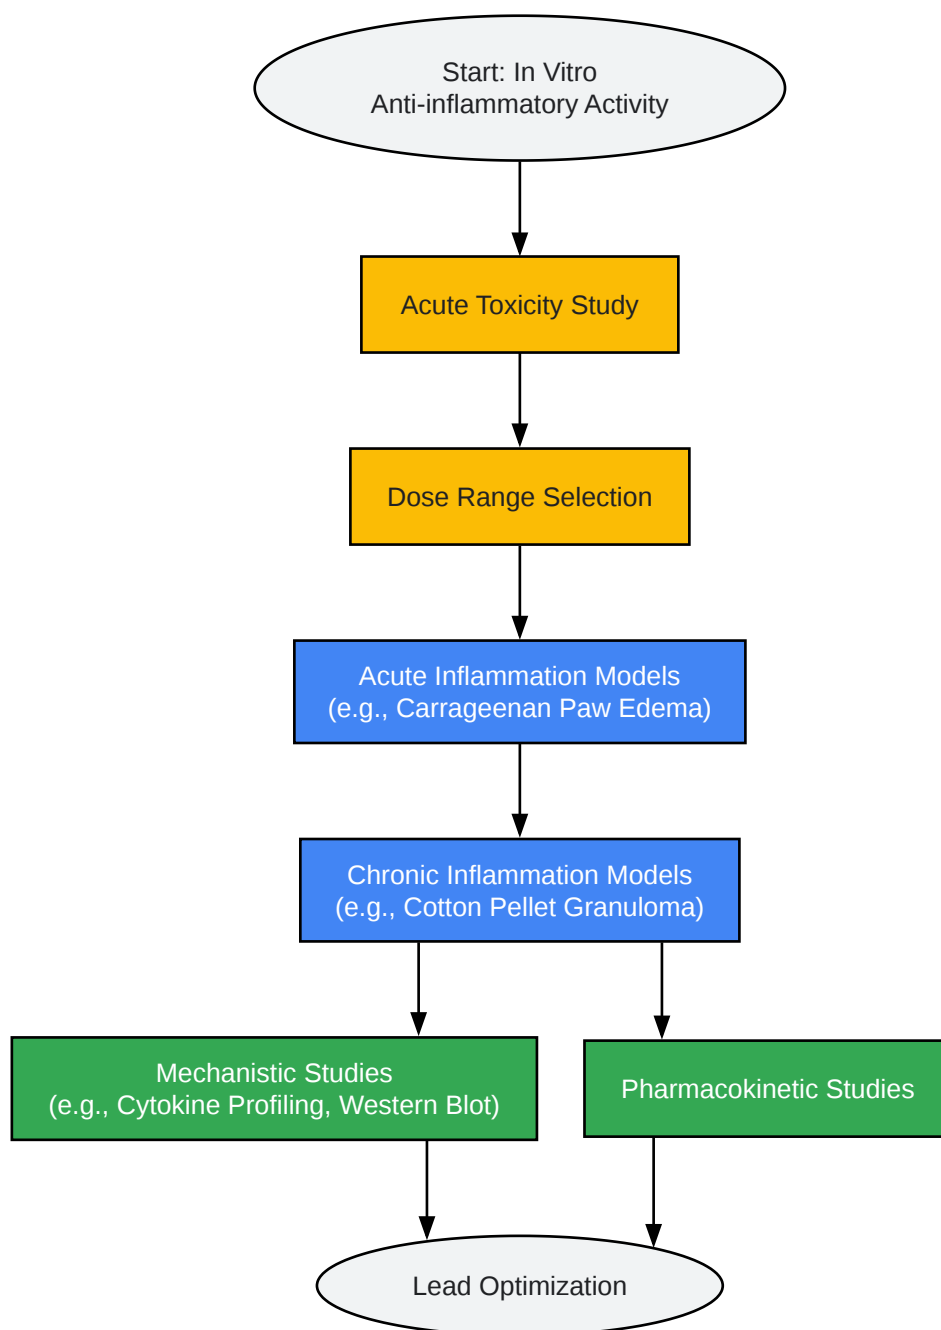 Start: In Vitro
Anti-inflammatory Activity
Acute Toxicity Study
Dose Range Selection
Acute Inflammation Models
(e.g., Carrageenan Paw Edema)
Chronic Inflammation Models
(e.g., Cotton Pellet Granuloma)
Mechanistic Studies
(e.g., Cytokine Profiling, Western Blot)
Pharmacokinetic Studies
Lead Optimization